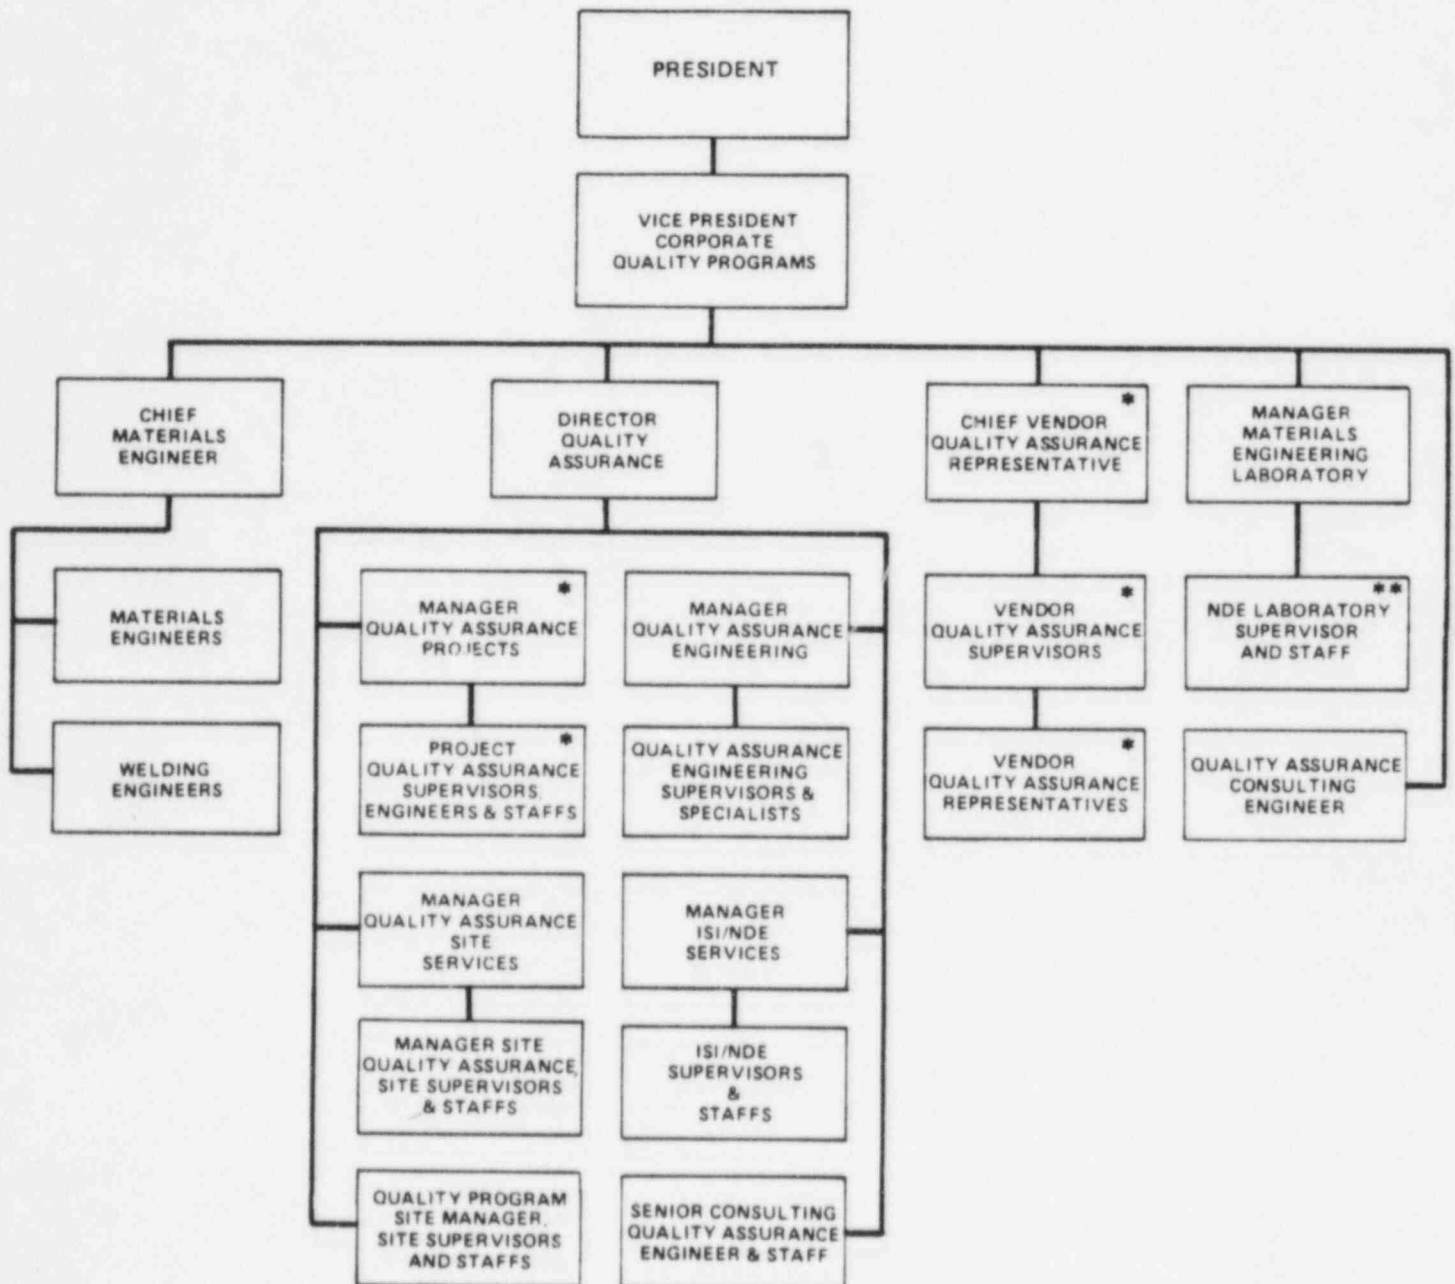 PRESIDENT
VICE PRESIDENT
CORPORATE
QUALITY PROGRAMS
CHIEF
MATERIALS
ENGINEER
DIRECTOR
QUALITY
ASSURANCE
*
CHIEF VENDOR
QUALITY ASSURANCE
REPRESENTATIVE
MANAGER
MATERIALS
ENGINEERING
LABORATORY
MATERIALS
ENGINEERS
*
MANAGER
QUALITY ASSURANCE
PROJECTS
MANAGER
QUALITY ASSURANCE
ENGINEERING
*
VENDOR
QUALITY ASSURANCE
SUPERVISORS
**
NDE LABORATORY
SUPERVISOR
AND STAFF
WELDING
ENGINEERS
*
PROJECT
QUALITY ASSURANCE
SUPERVISORS,
ENGINEERS & STAFFS
QUALITY ASSURANCE
ENGINEERING
SUPERVISORS &
SPECIALISTS
*
VENDOR
QUALITY ASSURANCE
REPRESENTATIVES
QUALITY ASSURANCE
CONSULTING
ENGINEER
MANAGER
QUALITY ASSURANCE
SITE
SERVICES
MANAGER
ISI/NDE
SERVICES
MANAGER SITE
QUALITY ASSURANCE,
SITE SUPERVISORS
& STAFFS
ISI/NDE
SUPERVISORS
&
STAFFS
QUALITY PROGRAM
SITE MANAGER,
SITE SUPERVISORS
AND STAFFS
SENIOR CONSULTING
QUALITY ASSURANCE
ENGINEER & STAFF